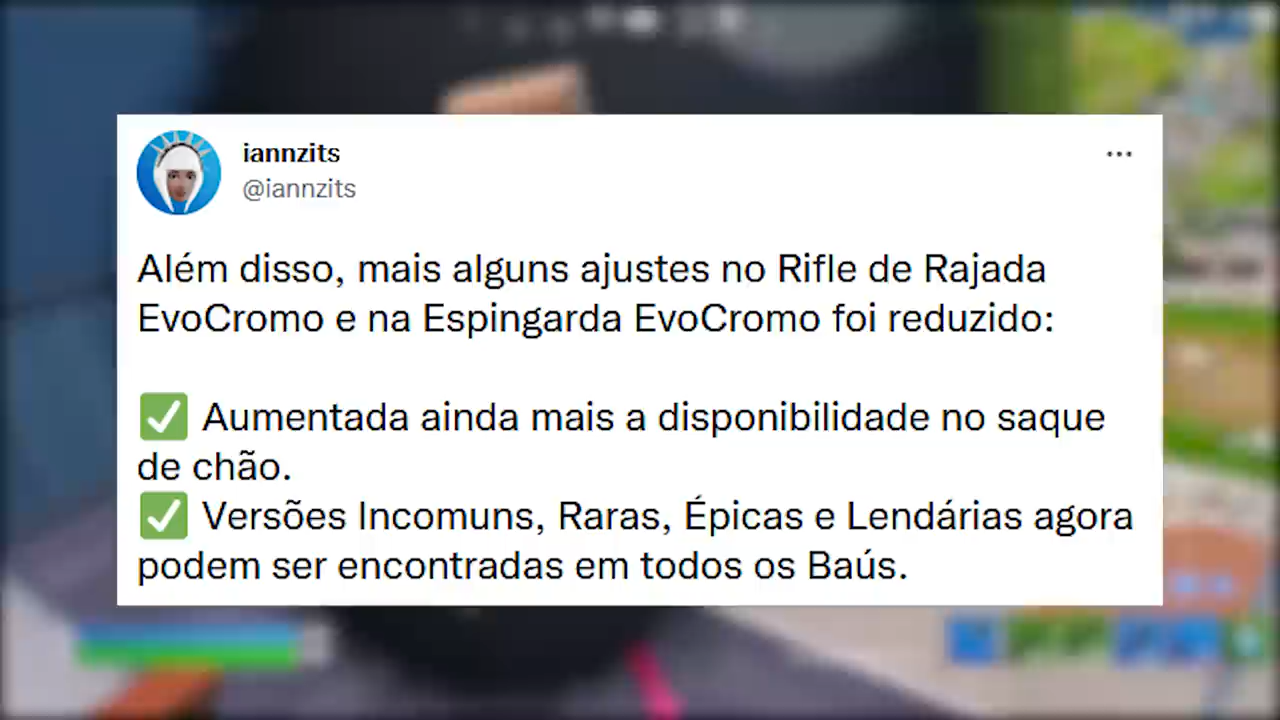 iannzits
@iannzits
Além disso, mais alguns ajustes no Rifle de Rajada
EvoCromo e na Espingarda EvoCromo foi reduzido:
✅ Aumentada ainda mais a disponibilidade no saque
de chão.
✅ Versões Incomuns, Raras, Épicas e Lendárias agora
podem ser encontradas em todos os Baús.